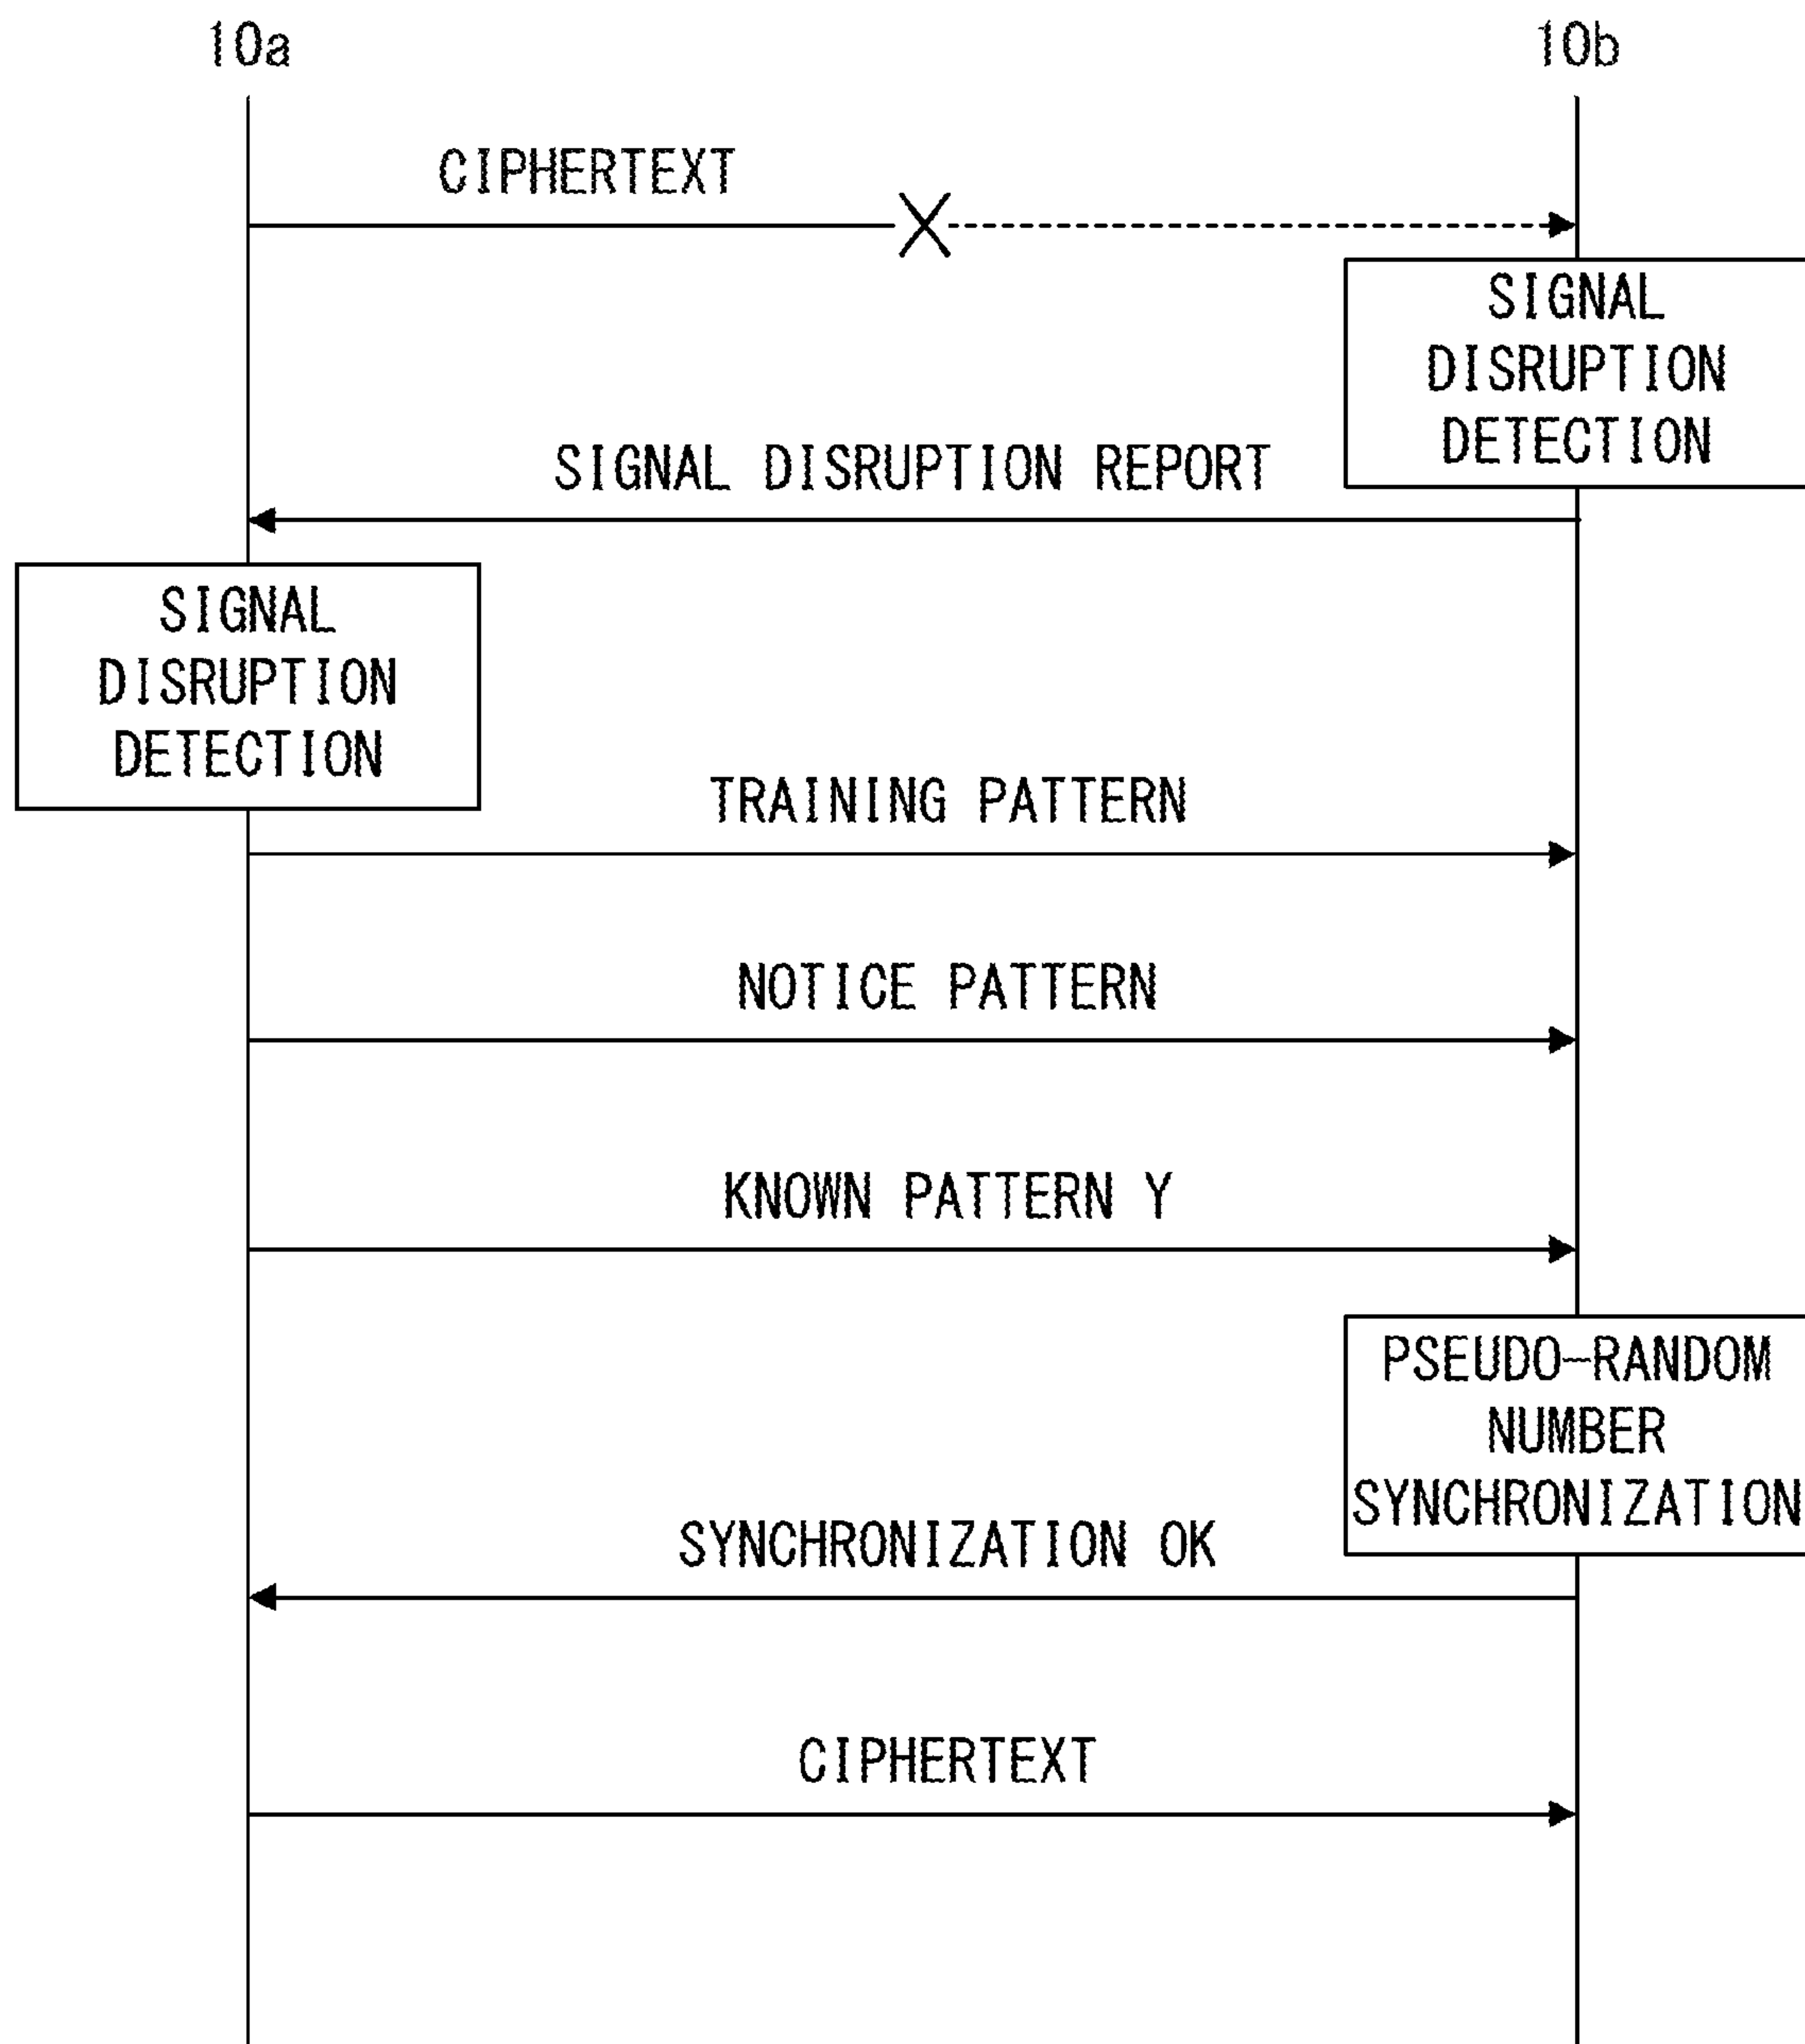 10a
10b
CIPHERTEXT
SIGNAL
DISRUPTION
DETECTION
SIGNAL DISRUPTION REPORT
SIGNAL
DISRUPTION
DETECTION
TRAINING PATTERN
NOTICE PATTERN
KNOWN PATTERN Y
PSEUDO-RANDOM
NUMBER
SYNCHRONIZATION
SYNCHRONIZATION OK
CIPHERTEXT